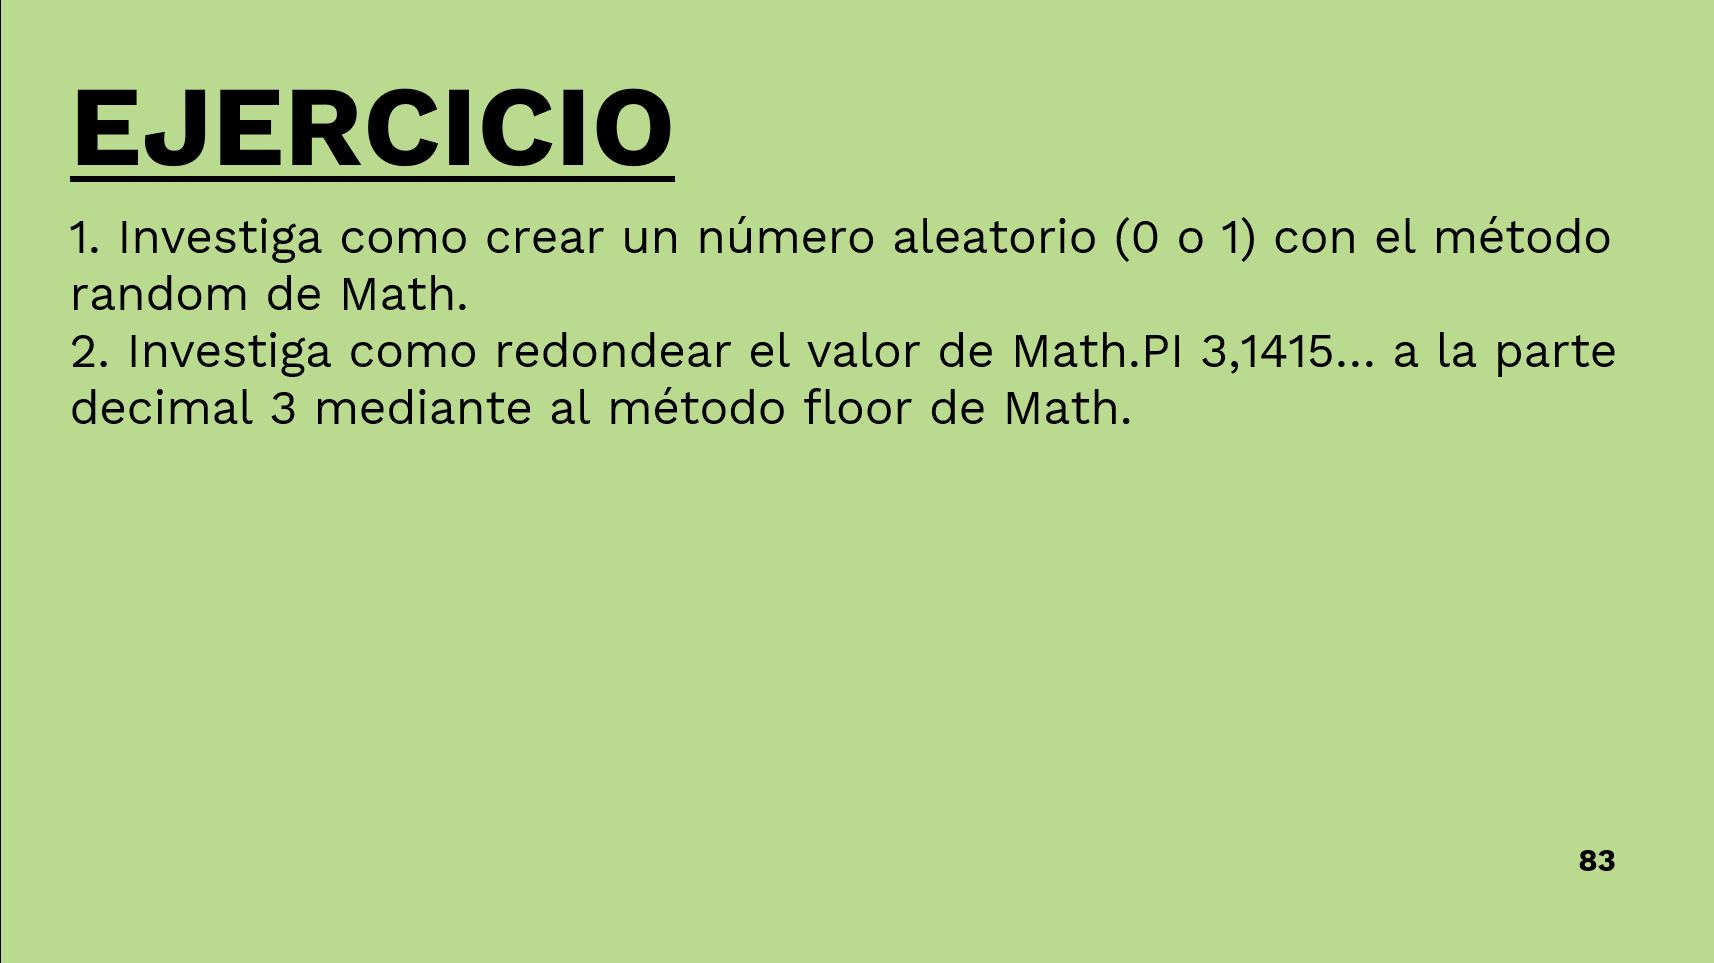 EJERCICIO
1. Investiga como crear un número aleatorio (0 o 1) con el método
random de Math.
2. Investiga como redondear el valor de Math.PI 3,1415... a la parte
decimal 3 mediante al método floor de Math.
83